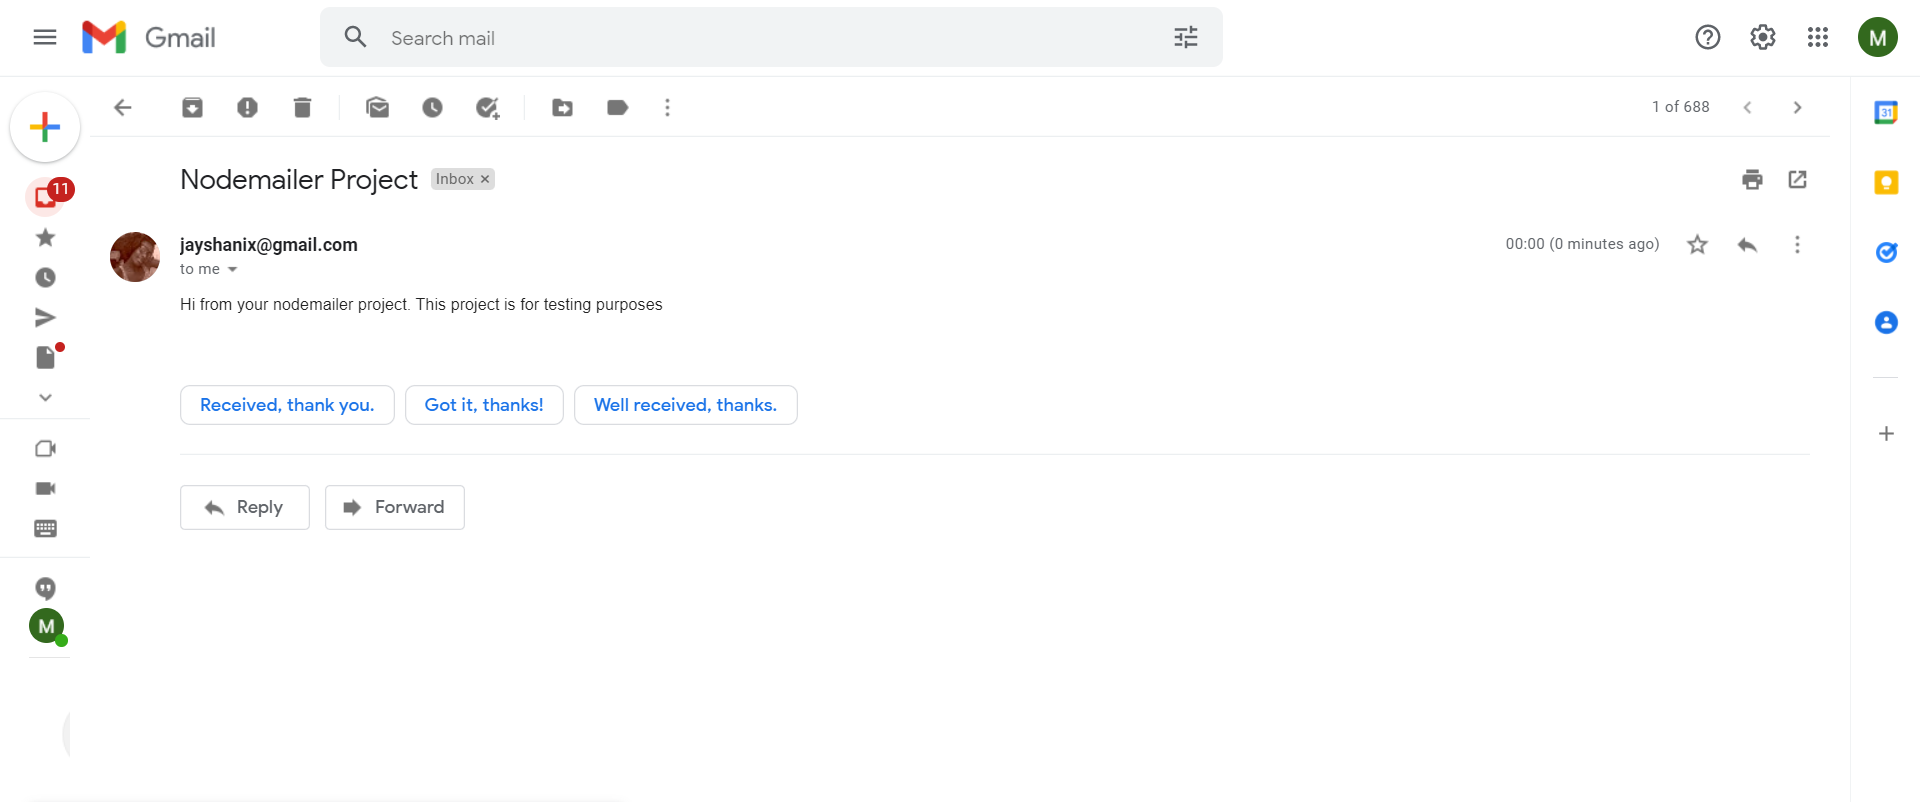 Gmail
Search mail
M
1 of 688
31
Nodemailer Project Inbox ×
11
jayshanix@gmail.com
00:00 (0 minutes ago)
to me
Hi from your nodemailer project. This project is for testing purposes
Received, thank you.
Got it, thanks!
Well received, thanks.
Reply
Forward
M